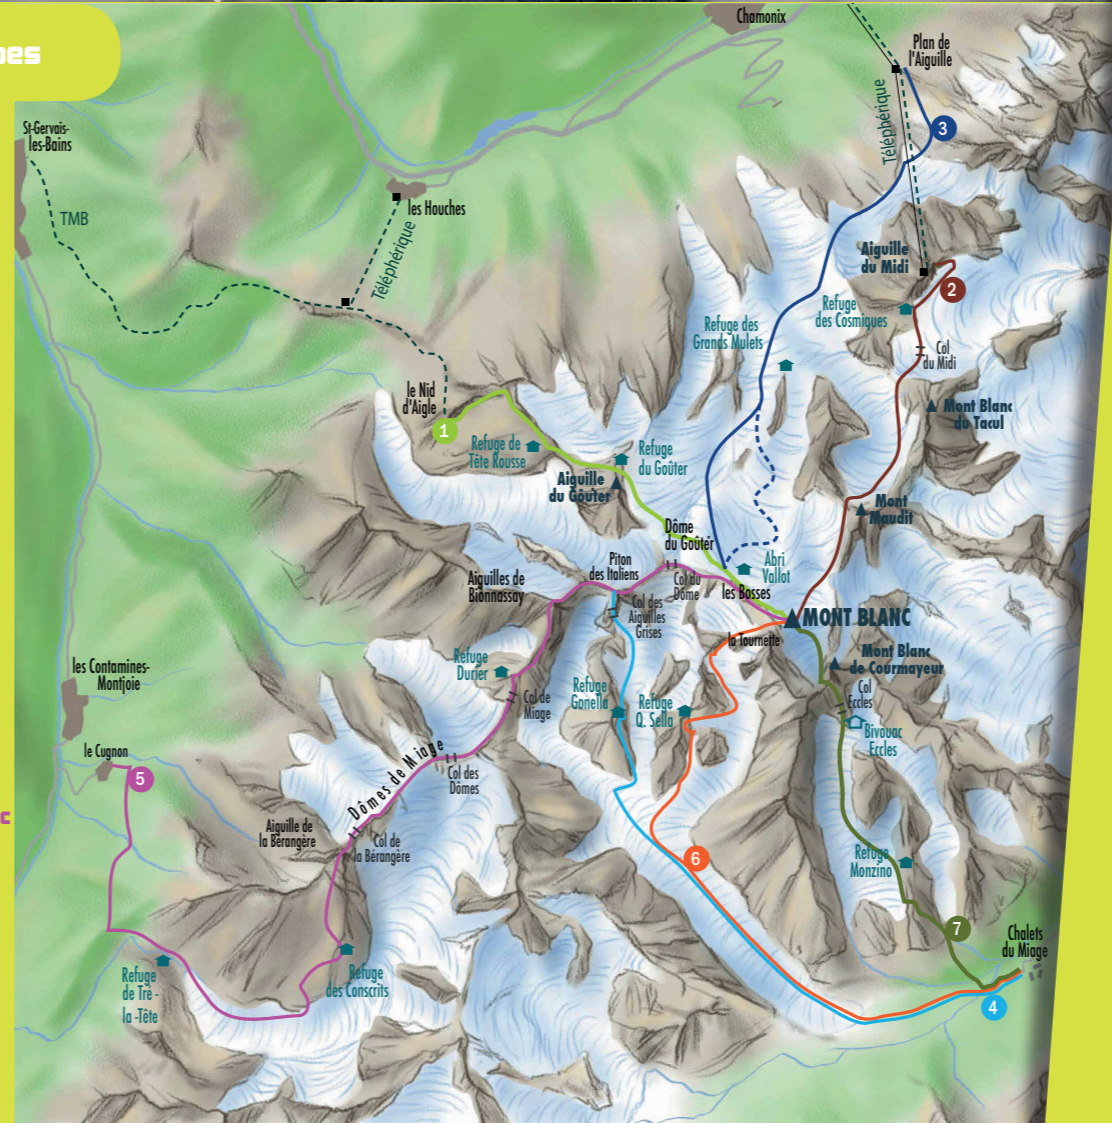 pes
Chamonix
Plan de
l'Aiguille
Téléphérique
3
St-Gervais-
les-Bains
TMB
les Houches
Téléphérique
Aiguille
du Midi
2
Refuge
des Cosmiques
Refuge des
Grands Mulets
Col
du Midi
le Nid
d'Aigle
1
Mont Blanc
du Tacul
Refuge de
Tête Rousse
Refuge
du Goûter
Aiguille
du Goûter
Mont
Maudit
Dôme
du Goûter
Piton
des Italiens
Abri
Vallot
Aiguilles de
Bionnassay
Col du
Dôme
les Bosses
Col des
Aiguilles
Grises
MONT BLANC
la Tournette
Mont Blanc
de Courmayeur
Refuge
Durier
les Contamines-
Montjoie
Col de
Miage
Refuge
Gonella
Refuge
Q. Sella
Col
Eccles
Bivouac
Eccles
le Cugnon
5
Dômes de Miage
Col des
Dômes
c
Aiguille de
la Bérangère
Col de
la Bérangère
6
Refuge
Monzino
7
Chalets
du Miage
Refuge
de Tré -
la -Tête
Refuge
des Conscrits
4